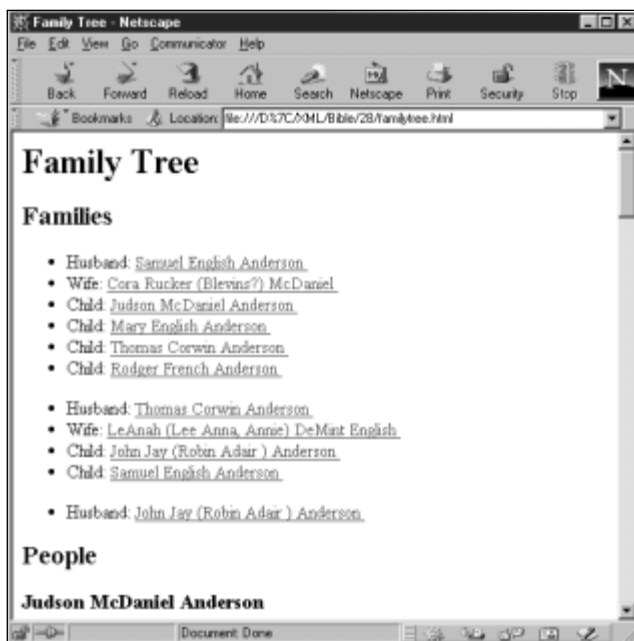 Family Tree - Netscape
File Edit View Go Communicator Help
Back Forward Reload Home Search Netscape Print Security Stop N
Bookmarks Location: file:///D%7C/XML/Bible/28/familytree.html
Family Tree
Families
• Husband: Samuel English Anderson
• Wife: Cora Rucker (Blevins?) McDaniel
• Child: Judson McDaniel Anderson
• Child: Mary English Anderson
• Child: Thomas Corwin Anderson
• Child: Rodger French Anderson
• Husband: Thomas Corwin Anderson
• Wife: LeAnah (Lee Anna, Annie) DeMint English
• Child: John Jay (Robin Adair ) Anderson
• Child: Samuel English Anderson
• Husband: John Jay (Robin Adair ) Anderson
People
Judson McDaniel Anderson
Document: Done